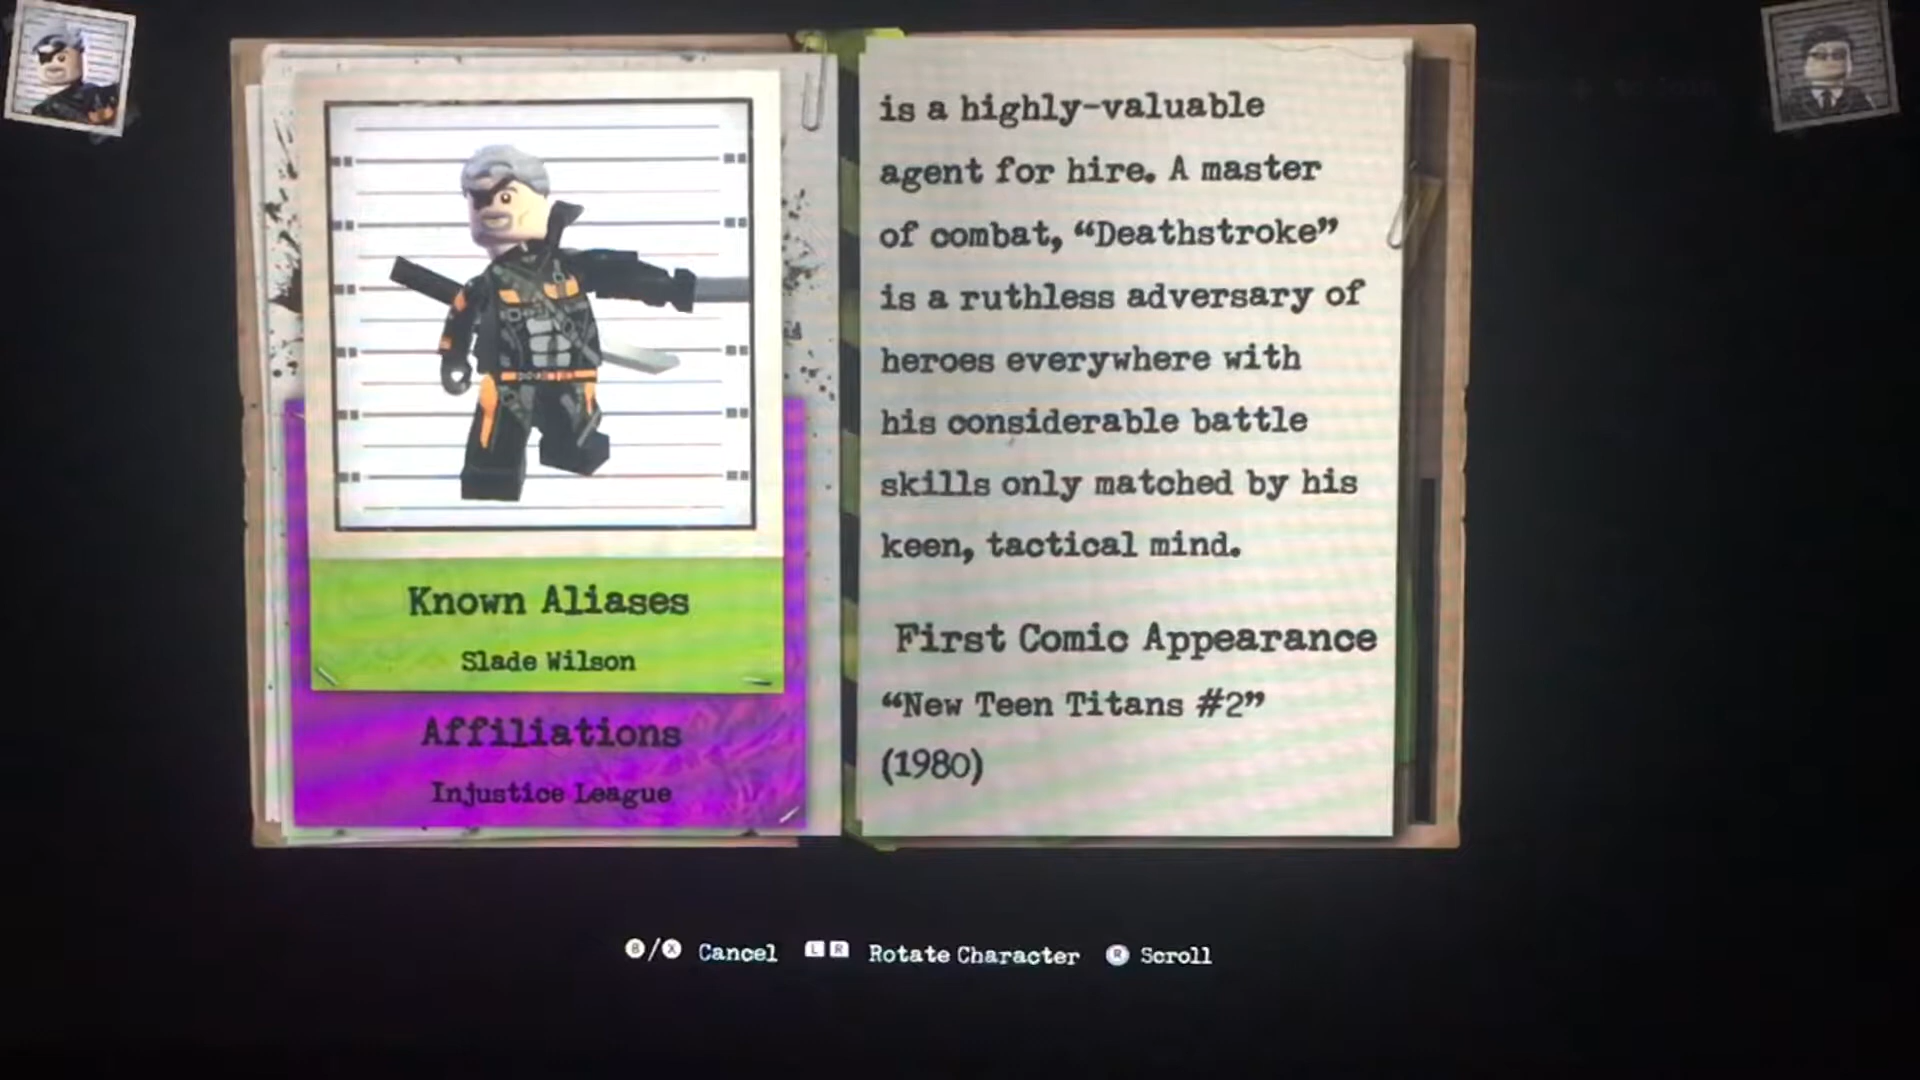 Known Aliases
Slade Wilson
Affiliations
Injustice League
is a highly-valuable
agent for hire. A master
of combat, “Deathstroke”
is a ruthless adversary of
heroes everywhere with
his considerable battle
skills only matched by his
keen, tactical mind.
First Comic Appearance
“New Teen Titans #2”
(1980)
B/X Cancel L R Rotate Character R Scroll